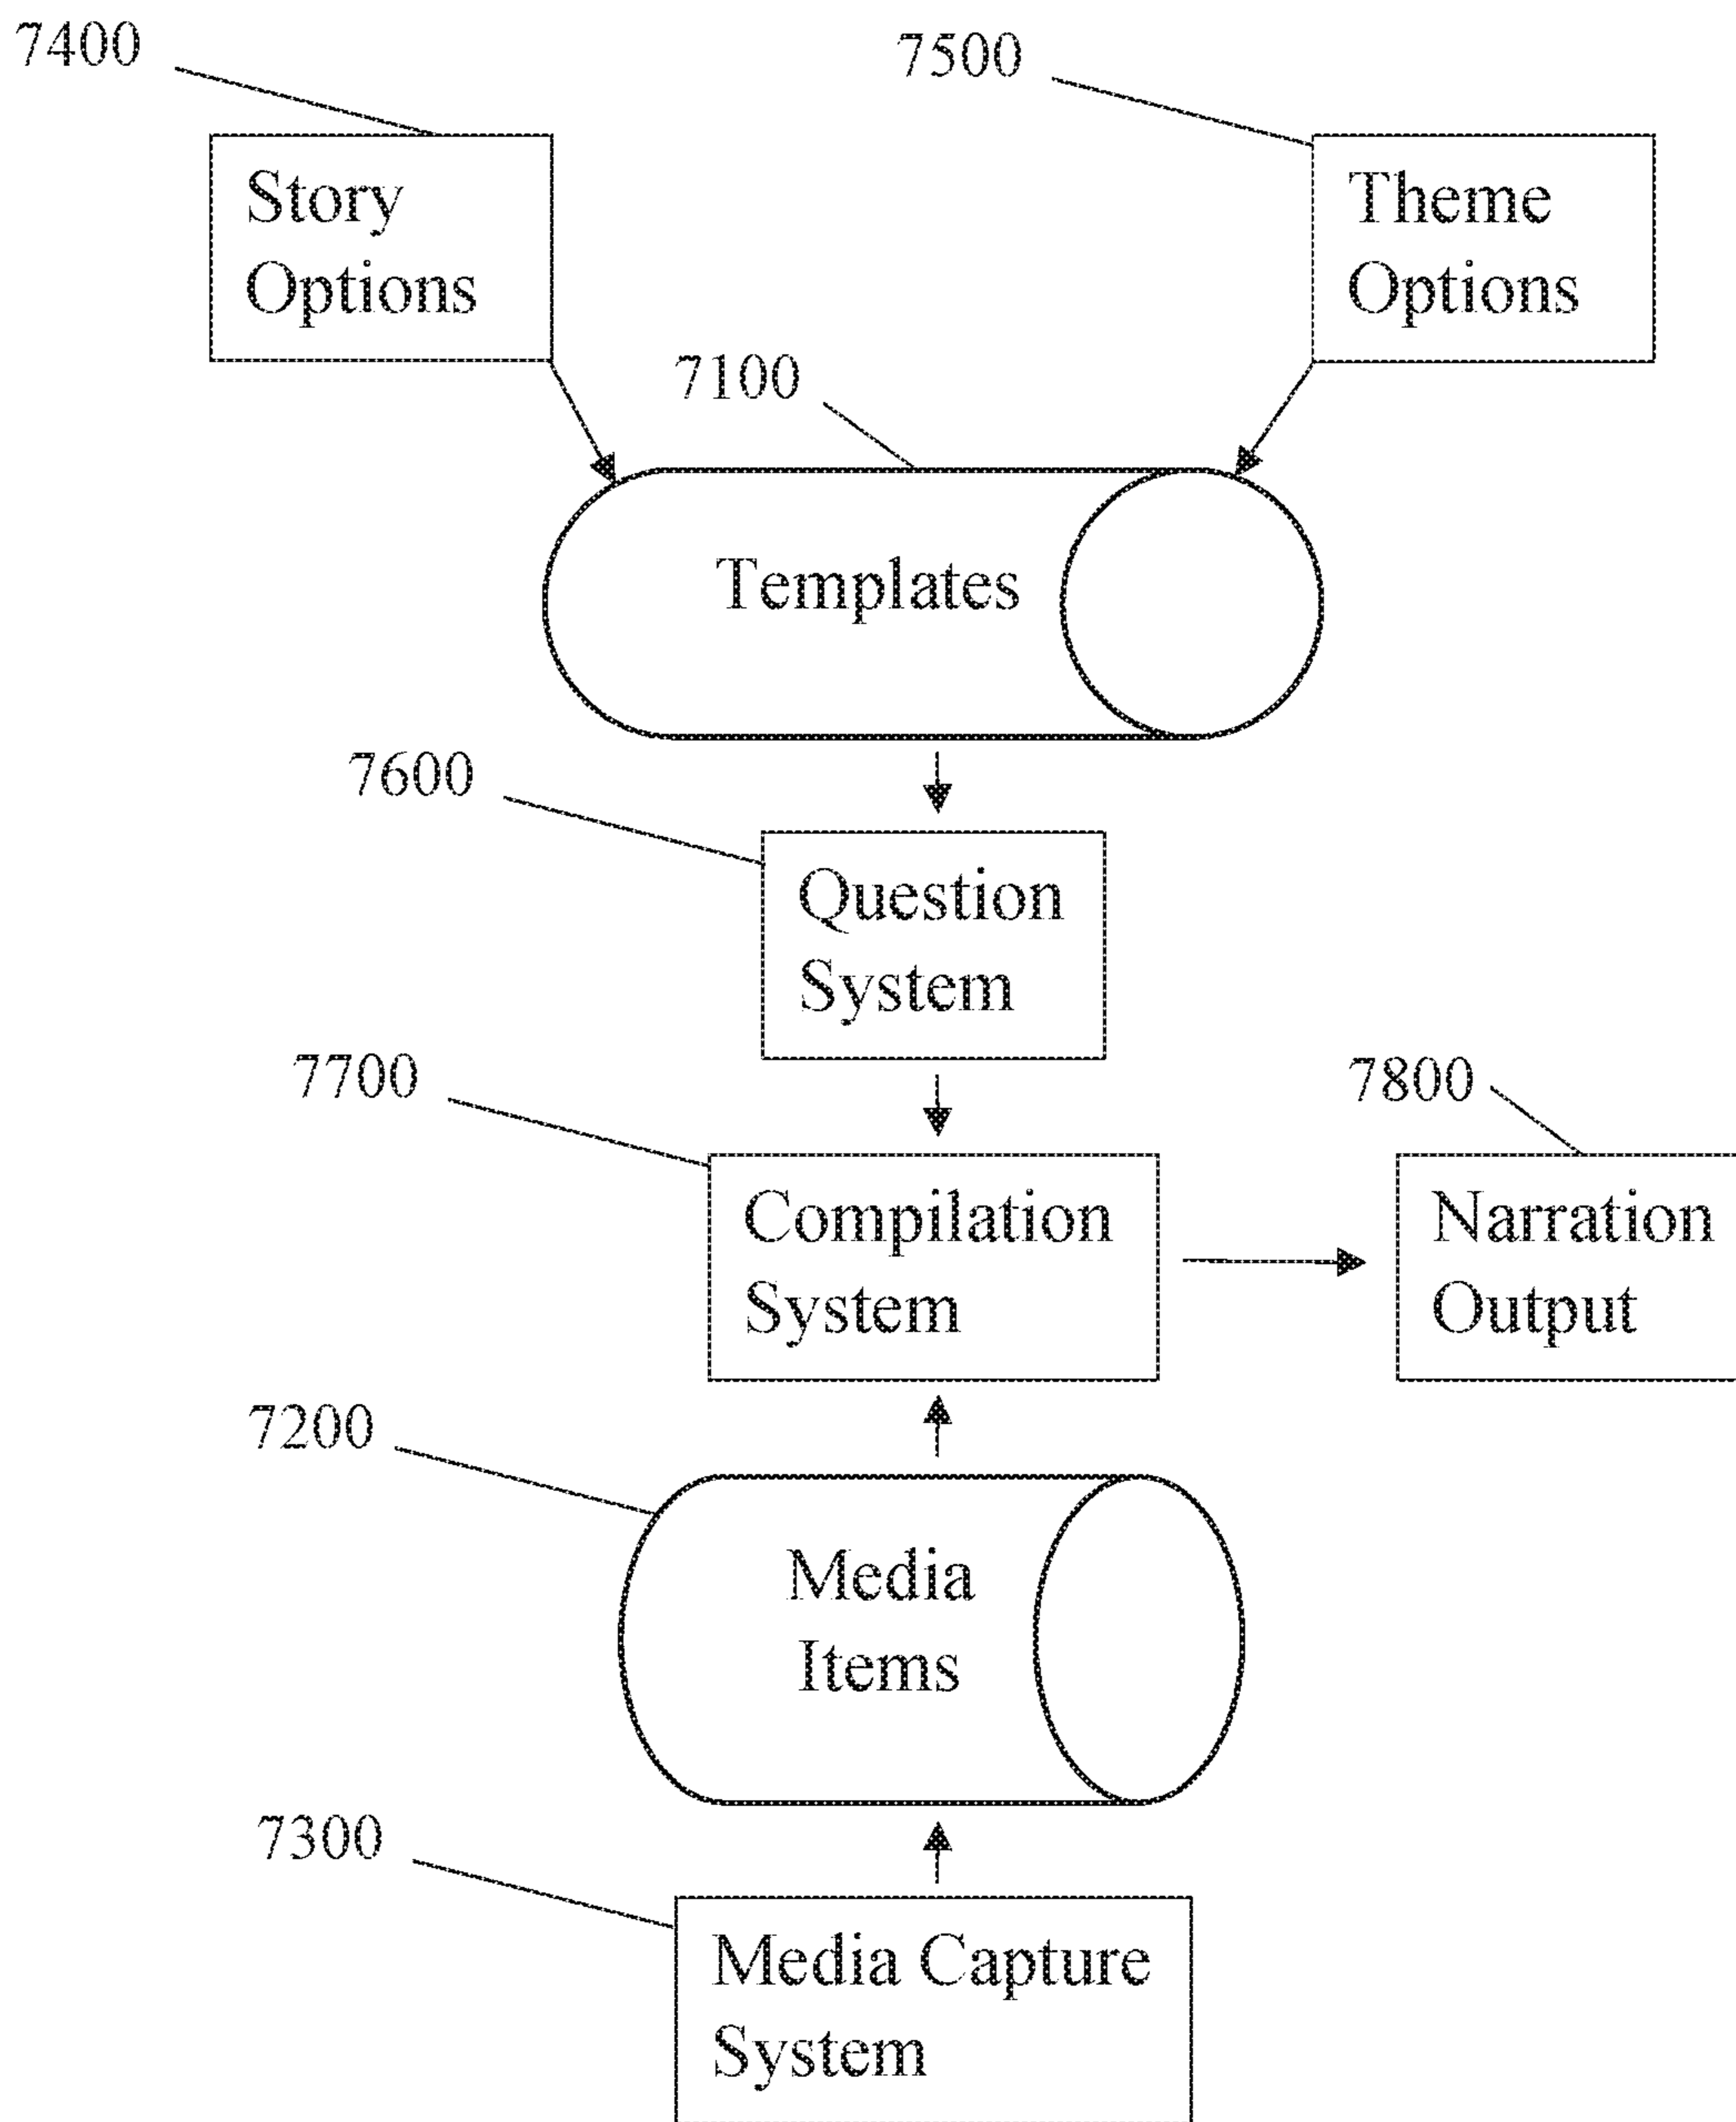 7400
7500
Story
Options
Theme
Options
7100
Templates
7600
Question
System
7700
7800
Compilation
System
Narration
Output
7200
Media
Items
7300
Media Capture
System